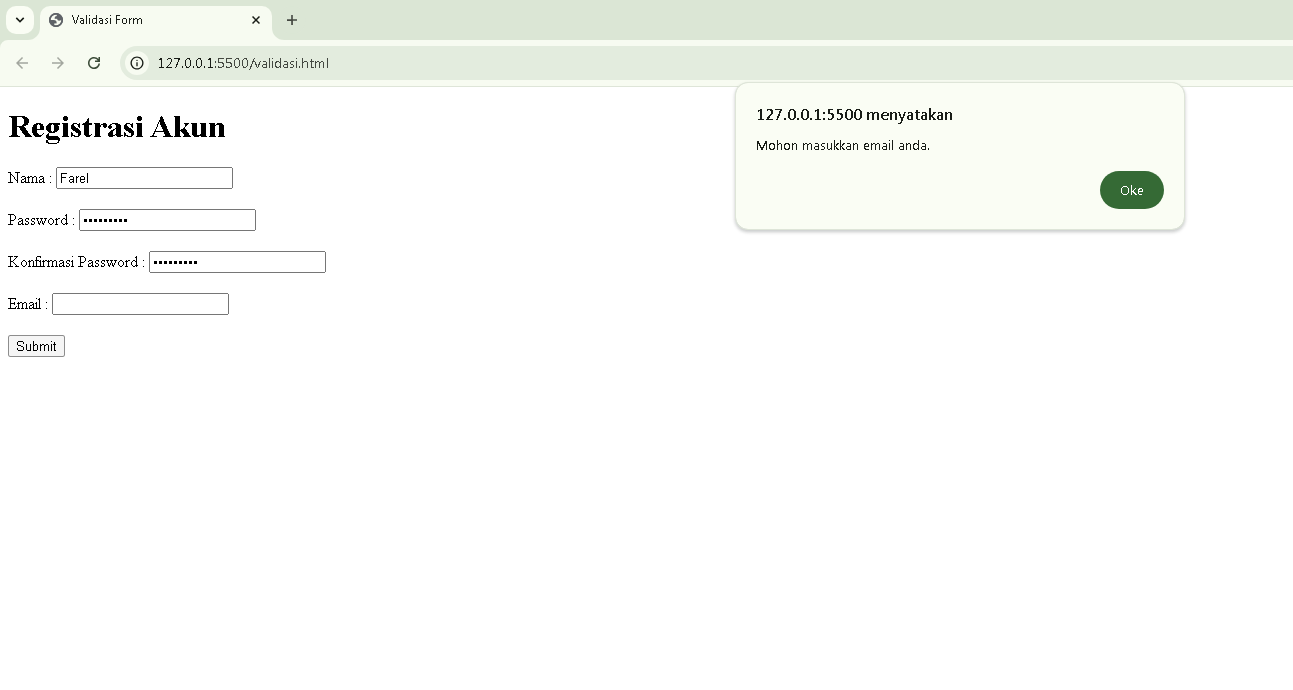 Validasi Form
127.0.0.1:5500/validasi.html
127.0.0.1:5500 menyatakan
Mohon masukkan email anda.
Oke
Registrasi Akun
Nama : Farel
Password : •••••••••
Konfirmasi Password : •••••••••
Email :
Submit